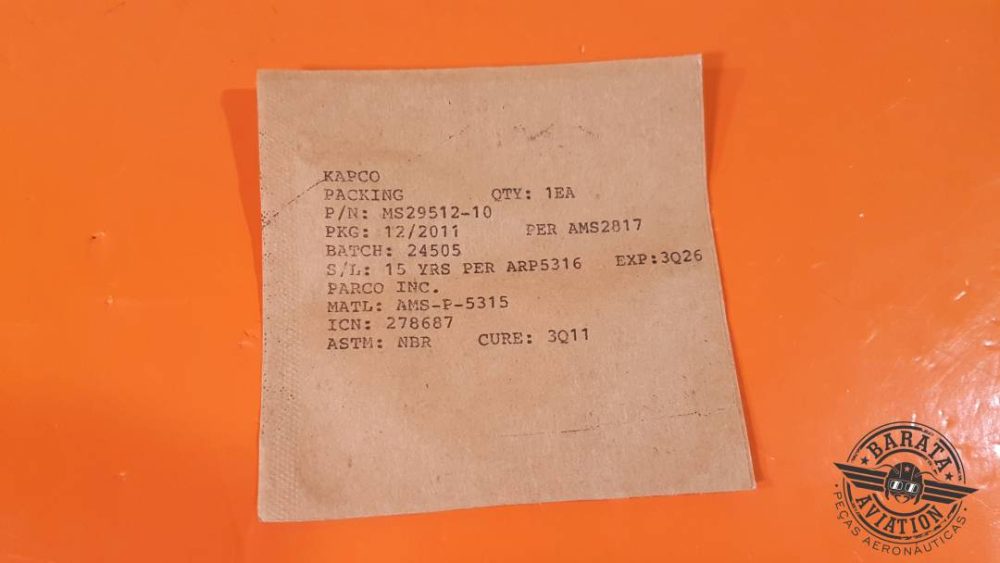 KAPCO
PACKING QTY: 1EA
P/N: MS29512-10
PKG: 12/2011 PER AMS2817
BATCH: 24505
S/L: 15 YRS PER ARP5316 EXP:3Q26
PARCO INC.
MATL: AMS-P-5315
ICN: 278687
ASTM: NBR CURE: 3Q11
BARATA
AVIATION
PEÇAS AERONÁUTICAS